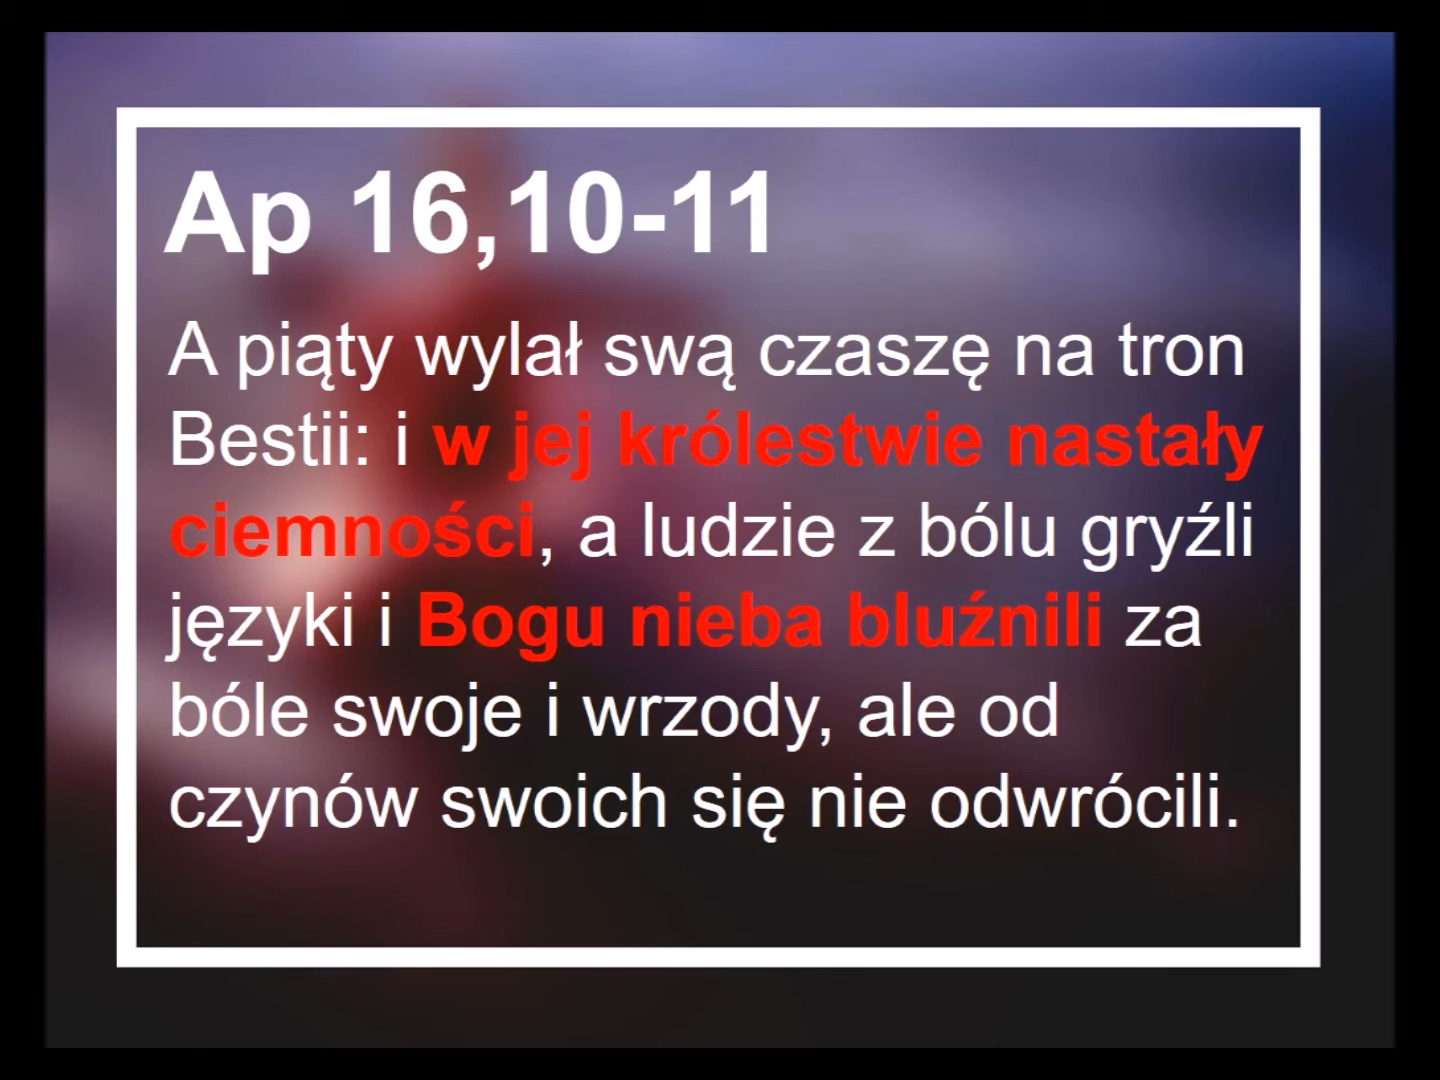 Ap 16,10-11
A piąty wylał swą czaszę na tron
Bestii: i w jej królestwie nastały
ciemności, a ludzie z bólu gryźli
języki i Bogu nieba bluźnili za
bóle swoje i wrzody, ale od
czynów swoich się nie odwrócili.